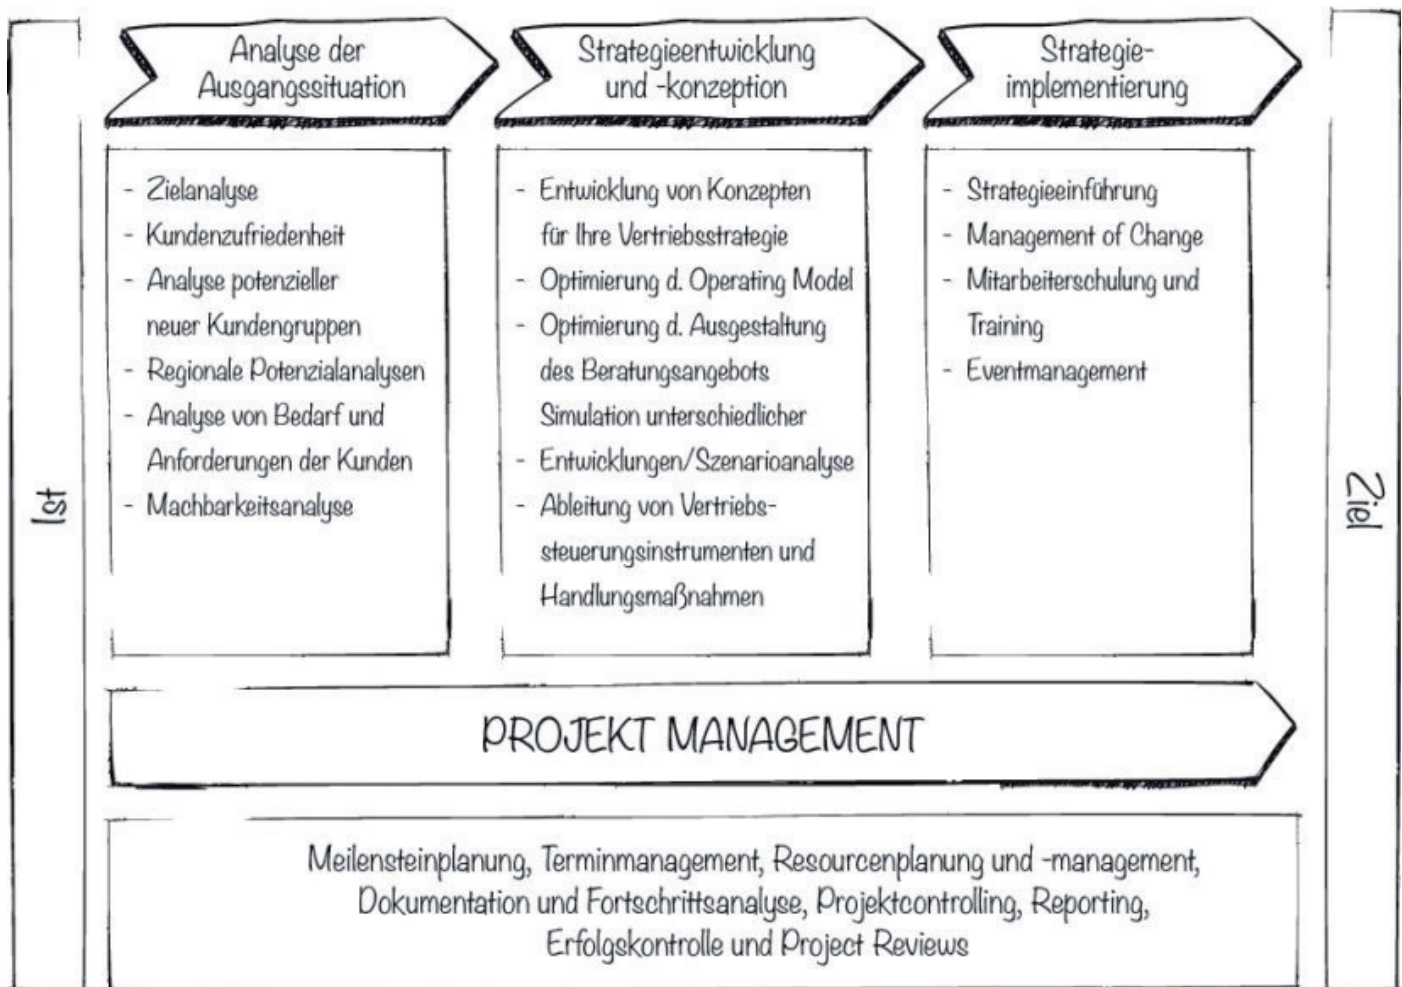 Ist
Analyse der
Ausgangssituation
- Zielanalyse
- Kundenzufriedenheit
- Analyse potenzieller
neuer Kundengruppen
- Regionale Potenzialanalysen
- Analyse von Bedarf und
Anforderungen der Kunden
- Machbarkeitsanalyse
Strategieentwicklung
und -konzeption
- Entwicklung von Konzepten
für Ihre Vertriebsstrategie
- Optimierung d. Operating Model
- Optimierung d. Ausgestaltung
des Beratungsangebots
Simulation unterschiedlicher
- Entwicklungen/Szenarioanalyse
- Ableitung von Vertriebs-
steuerungsinstrumenten und
Handlungsmaßnahmen
Strategie-
implementierung
- Strategieeinführung
- Management of Change
- Mitarbeiterschulung und
Training
- Eventmanagement
Ziel
PROJEKT MANAGEMENT
Meilensteinplanung, Terminmanagement, Resourcenplanung und -management,
Dokumentation und Fortschrittsanalyse, Projektcontrolling, Reporting,
Erfolgskontrolle und Project Reviews